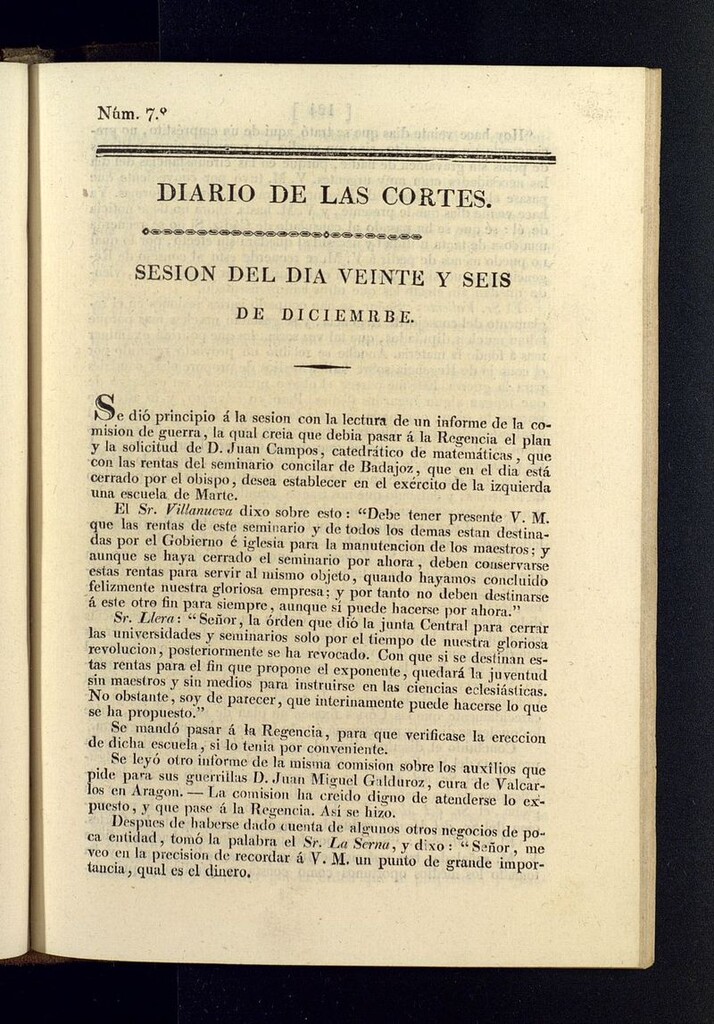 Núm. 7.º
DIARIO DE LAS CORTES.
SESION DEL DIA VEINTE Y SEIS
DE DICIEMRBE.
Se dió principio á la sesion con la lectura de un informe de la co-
mision de guerra, la qual creia que debia pasar á la Regencia el plan
y la solicitud de D. Juan Campos, catedrático de matemáticas, que
con las rentas del seminario conciliar de Badajoz, que en el dia está
cerrado por el obispo, desea establecer en el exército de la izquierda
una escuela de Marte.
El Sr. Villanueva dixo sobre esto: “Debe tener presente V. M.
que las rentas de este seminario y de todos los demas estan destina-
das por el Gobierno é iglesia para la manutencion de los maestros; y
aunque se haya cerrado el seminario por ahora, deben conservarse
estas rentas para servir al mismo objeto, quando hayamos concluido
felizmente nuestra gloriosa empresa; y por tanto no deben destinarse
á este otro fin para siempre, aunque sí puede hacerse por ahora.”
Sr. Llera: “Señor, la órden que dió la junta Central para cerrar
las universidades y seminarios solo por el tiempo de nuestra gloriosa
revolucion, posteriormente se ha revocado. Con que si se destinan es-
tas rentas para el fin que propone el exponente, quedará la juventud
sin maestros y sin medios para instruirse en las ciencias eclesiásticas.
No obstante, soy de parecer, que interinamente puede hacerse lo que
se ha propuesto.”
Se mandó pasar á la Regencia, para que verificase la ereccion
de dicha escuela, si lo tenia por conveniente.
Se leyó otro informe de la misma comision sobre los auxilios que
pide para sus guerrillas D. Juan Miguel Galduroz, cura de Valcar-
los en Aragon. — La comision ha creido digno de atenderse lo ex-
puesto, y que pase á la Regencia. Así se hizo.
Despues de haberse dado cuenta de algunos otros negocios de po-
ca entidad, tomó la palabra el Sr. La Serna, y dixo: “Señor, me
veo en la precision de recordar á V. M. un punto de grande impor-
tancia, qual es el dinero.